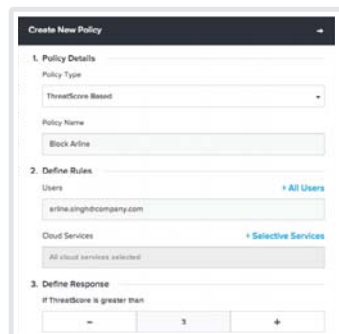 Create New Policy
1. Policy Details
Policy Type
ThreatScore Based
Policy Name
Block Arline
2. Define Rules
Users + All Users
arline.singh@company.com
Cloud Services + Selective Services
All cloud services selected
3. Define Response
If ThreatScore is greater than
- 3 +